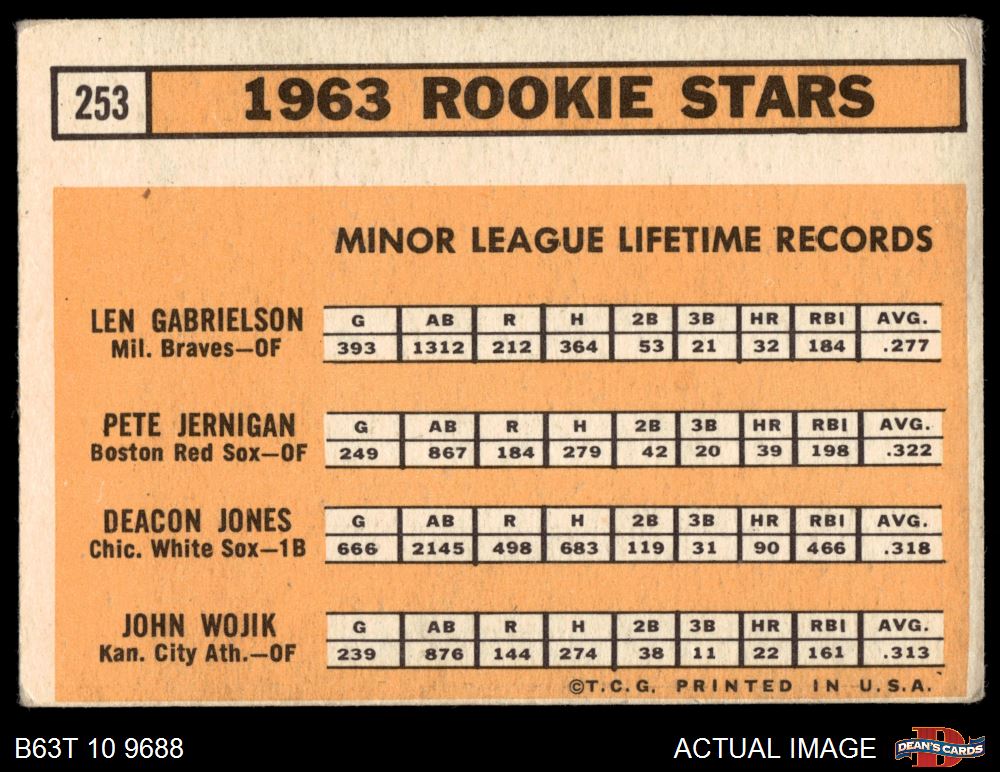 253 1963 ROOKIE STARS
MINOR LEAGUE LIFETIME RECORDS
LEN GABRIELSON
Mil. Braves—OF
G AB R H 2B 3B HR RBI AVG.
393 1312 212 364 53 21 32 184 .277
PETE JERNIGAN
Boston Red Sox—OF
G AB R H 2B 3B HR RBI AVG.
249 867 184 279 42 20 39 198 .322
DEACON JONES
Chic. White Sox—1B
G AB R H 2B 3B HR RBI AVG.
666 2145 498 683 119 31 90 466 .318
JOHN WOJIK
Kan. City Ath.—OF
G AB R H 2B 3B HR RBI AVG.
239 876 144 274 38 11 22 161 .313
©T.C.G. PRINTED IN U.S.A.
B63T 10 9688 ACTUAL IMAGE D DEAN'S CARDS